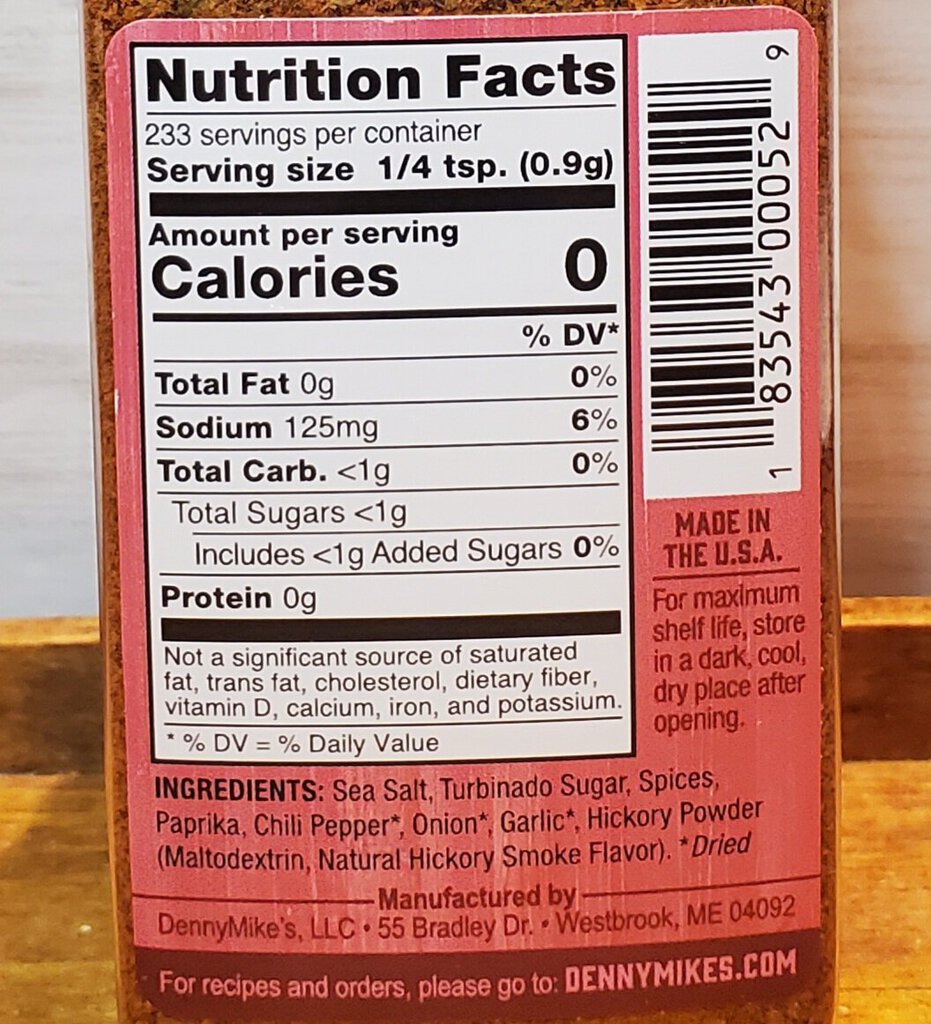 Nutrition Facts
233 servings per container
Serving size 1/4 tsp. (0.9g)
Amount per serving
Calories 0
% DV*
Total Fat 0g 0%
Sodium 125mg 6%
Total Carb. <1g 0%
Total Sugars <1g
Includes <1g Added Sugars 0%
Protein 0g
Not a significant source of saturated
fat, trans fat, cholesterol, dietary fiber,
vitamin D, calcium, iron, and potassium.
* % DV = % Daily Value
1 83543 00052 9
MADE IN
THE U.S.A.
For maximum
shelf life, store
in a dark, cool,
dry place after
opening.
INGREDIENTS: Sea Salt, Turbinado Sugar, Spices,
Paprika, Chili Pepper*, Onion*, Garlic*, Hickory Powder
(Maltodextrin, Natural Hickory Smoke Flavor). *Dried
Manufactured by
DennyMike's, LLC • 55 Bradley Dr. • Westbrook, ME 04092
For recipes and orders, please go to: DENNYMIKES.COM